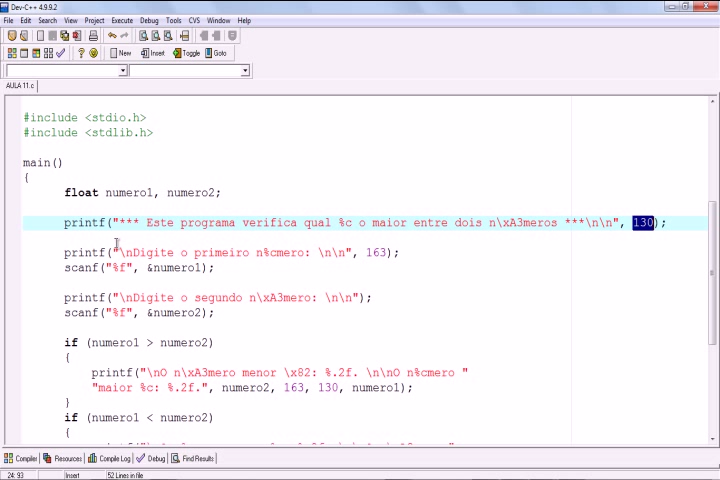 Dev-C++ 4.9.9.2
File Edit Search View Project Execute Debug Tools CVS Window Help
New Insert Toggle Goto
AULA 11.c
#include <stdio.h>
#include <stdlib.h>
main()
{
float numero1, numero2;
printf("*** Este programa verifica qual %c o maior entre dois n\xA3meros ***\n\n", 130);
printf("\nDigite o primeiro n%cmero: \n\n", 163);
scanf("%f", &numero1);
printf("\nDigite o segundo n\xA3mero: \n\n");
scanf("%f", &numero2);
if (numero1 > numero2)
{
printf("\nO n\xA3mero menor \x82: %.2f. \n\nO n%cmero "
"maior %c: %.2f.", numero2, 163, 130, numero1);
}
if (numero1 < numero2)
{
Compiler Resources Compile Log Debug Find Results
24: 93 Insert 52 Lines in file